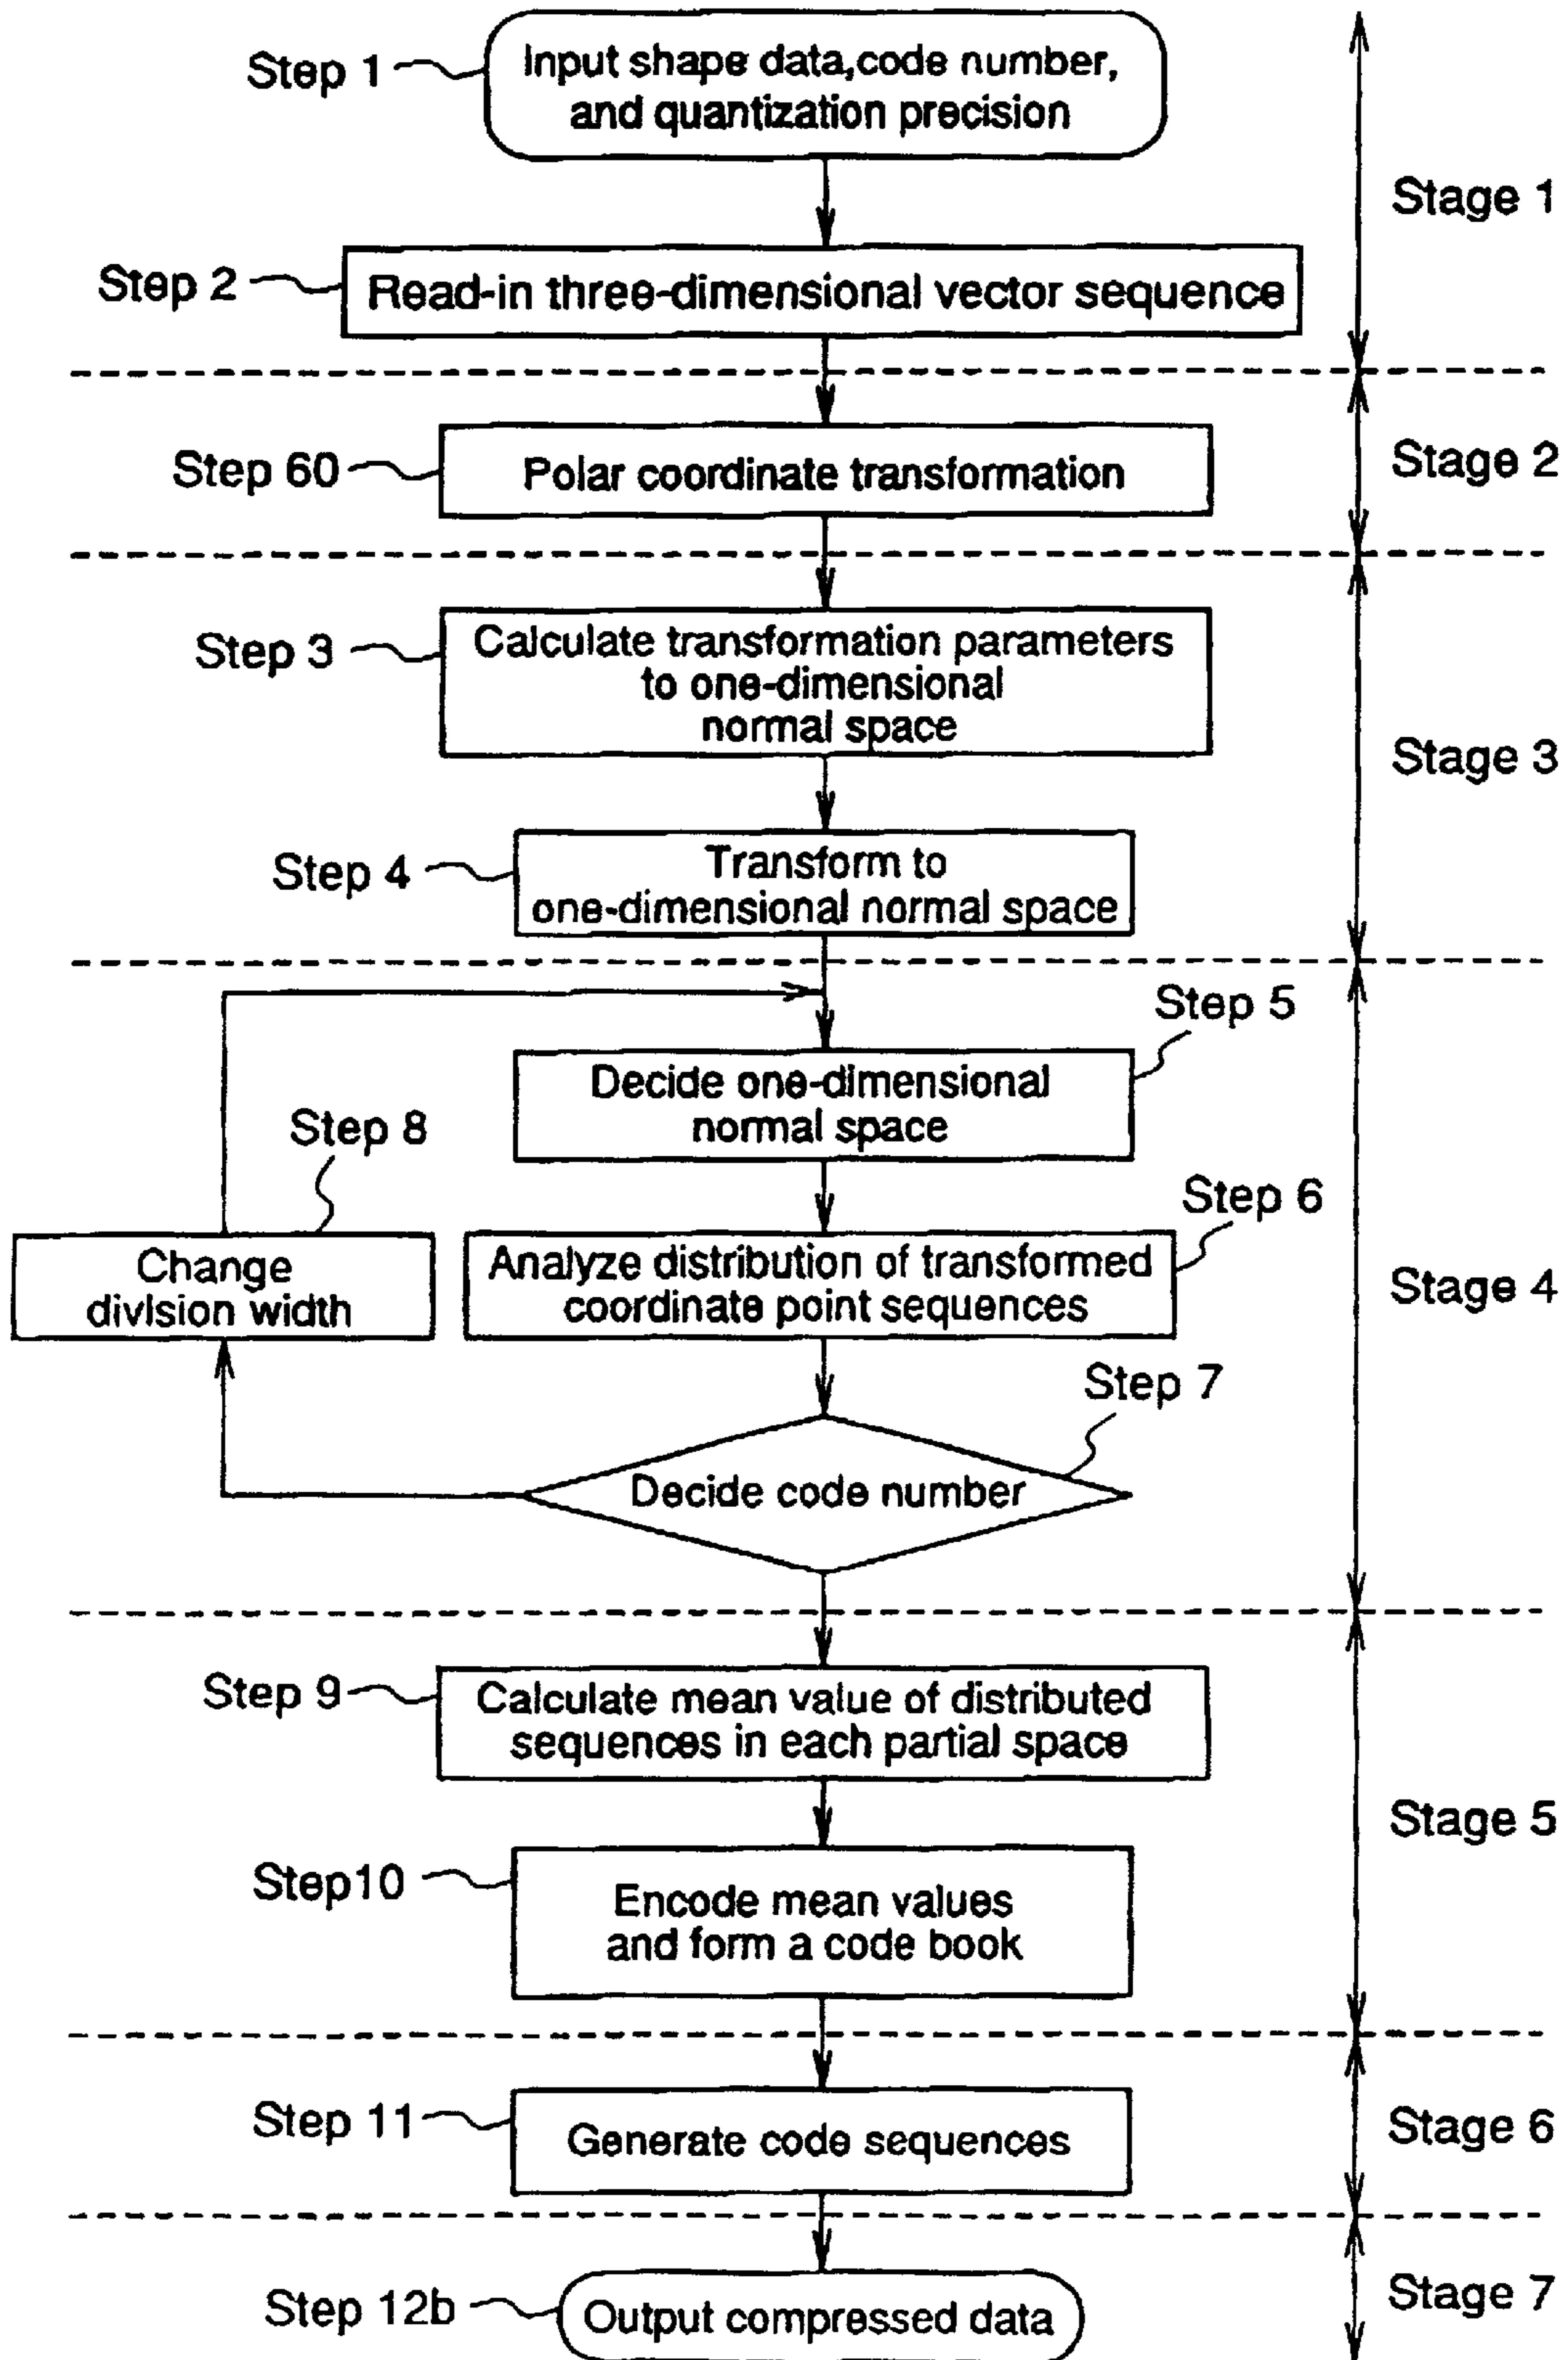 Step 1
Input shape data,code number,
and quantization precision
Stage 1
Step 2
Read-in three-dimensional vector sequence
Step 60
Polar coordinate transformation
Stage 2
Step 3
Calculate transformation parameters
to one-dimensional
normal space
Stage 3
Step 4
Transform to
one-dimensional normal space
Step 5
Decide one-dimensional
normal space
Step 8
Change
division width
Step 6
Analyze distribution of transformed
coordinate point sequences
Stage 4
Step 7
Decide code number
Step 9
Calculate mean value of distributed
sequences in each partial space
Stage 5
Step10
Encode mean values
and form a code book
Step 11
Generate code sequences
Stage 6
Step 12b
Output compressed data
Stage 7